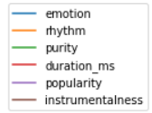 emotion
rhythm
purity
duration_ms
popularity
instrumentalness